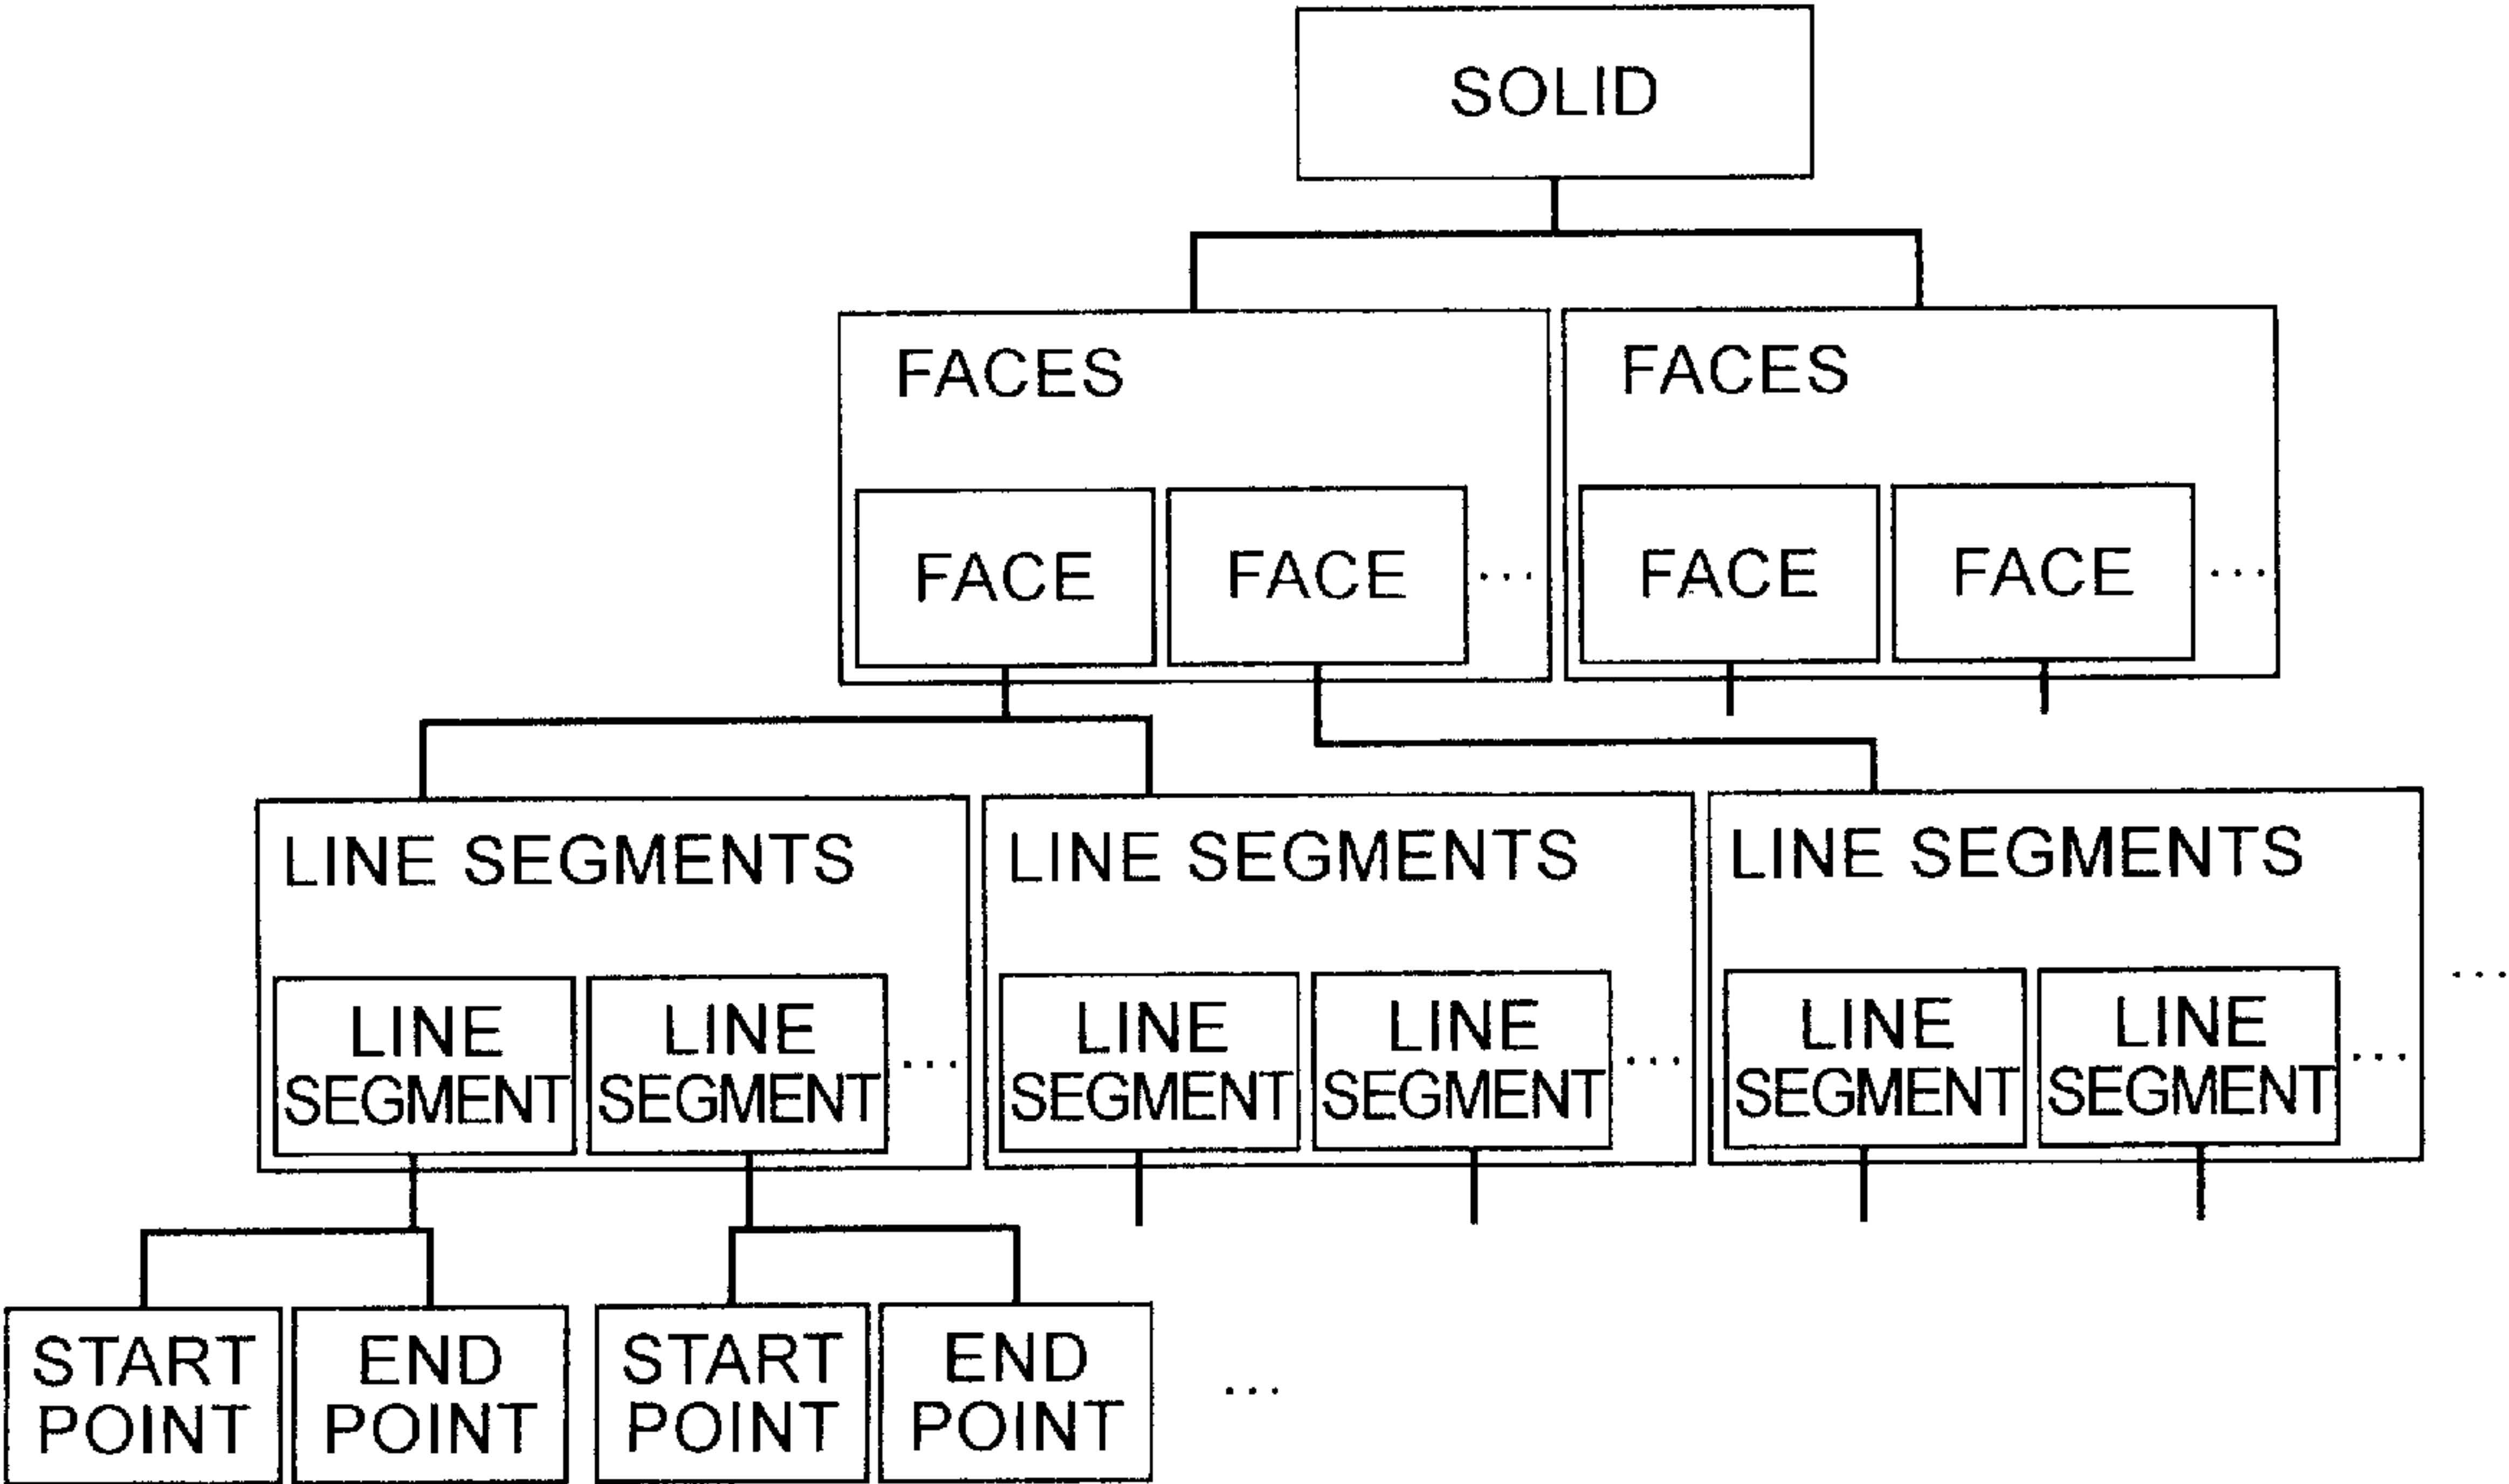 SOLID
FACES
FACES
FACE
FACE
...
FACE
FACE
...
LINE SEGMENTS
LINE SEGMENTS
LINE SEGMENTS
LINE
SEGMENT
LINE
SEGMENT
...
LINE
SEGMENT
LINE
SEGMENT
...
LINE
SEGMENT
LINE
SEGMENT
...
...
START
POINT
END
POINT
START
POINT
END
POINT
...